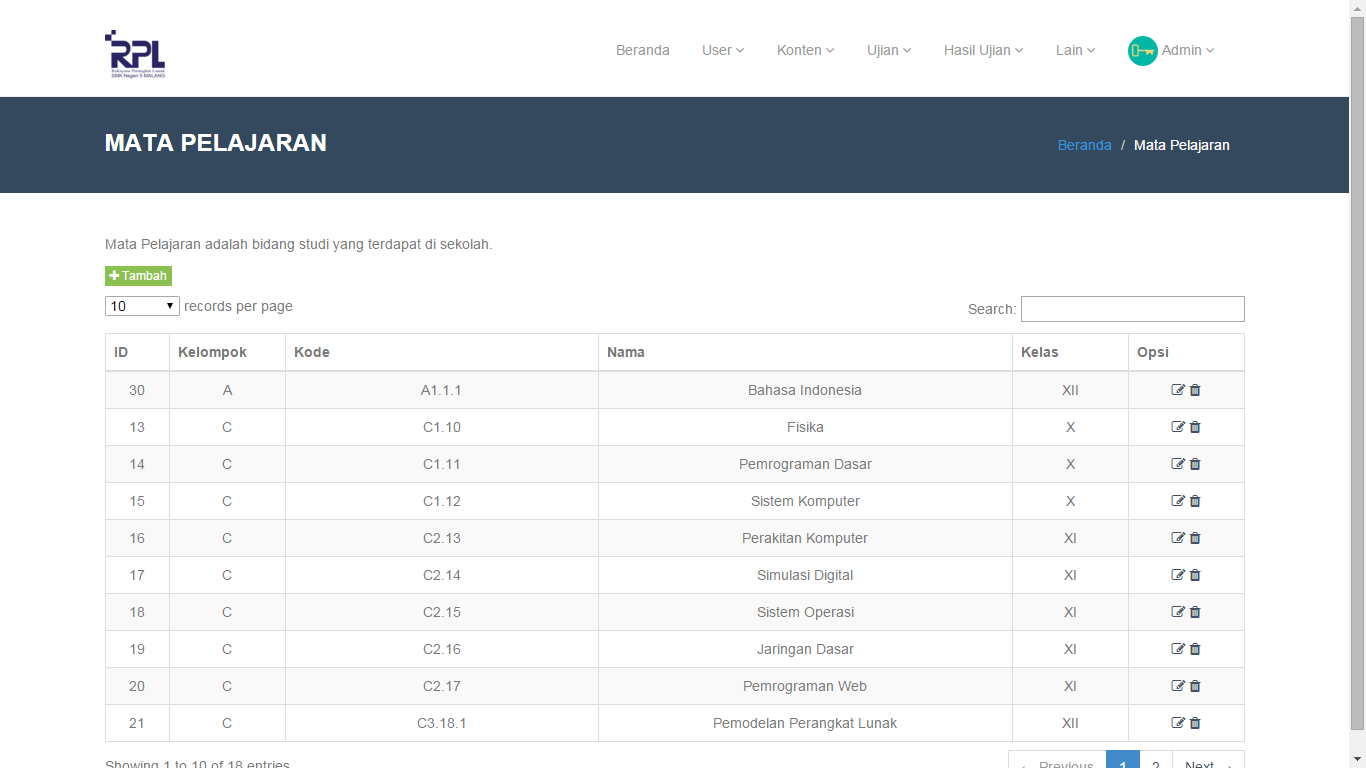 RPL
Rekayasa Perangkat Lunak
SMK Negeri 5 MALANG
Beranda User Konten Ujian Hasil Ujian Lain Admin
MATA PELAJARAN
Beranda / Mata Pelajaran
Mata Pelajaran adalah bidang studi yang terdapat di sekolah.
Tambah
10 records per page
Search:
ID Kelompok Kode Nama Kelas Opsi
30 A A1.1.1 Bahasa Indonesia XII
13 C C1.10 Fisika X
14 C C1.11 Pemrograman Dasar X
15 C C1.12 Sistem Komputer X
16 C C2.13 Perakitan Komputer XI
17 C C2.14 Simulasi Digital XI
18 C C2.15 Sistem Operasi XI
19 C C2.16 Jaringan Dasar XI
20 C C2.17 Pemrograman Web XI
21 C C3.18.1 Pemodelan Perangkat Lunak XII
Showing 1 to 10 of 18 entries
← Previous 1 2 Next →